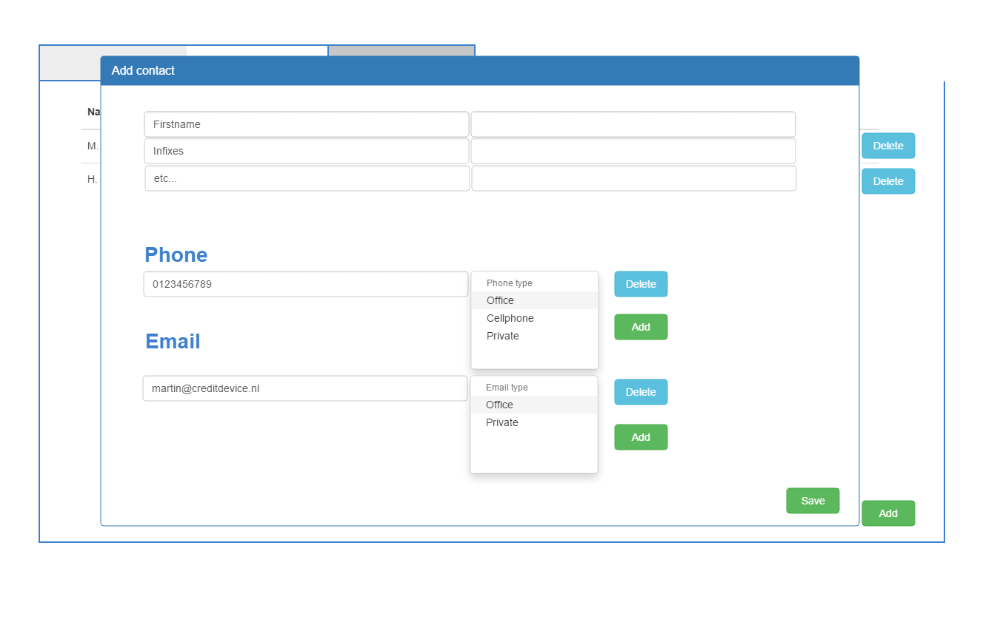 Add contact
Na
Firstname
M.
Delete
Infixes
H.
etc...
Delete
Phone
0123456789
Phone type
Delete
Office
Cellphone
Add
Private
Email
martin@creditdevice.nl
Email type
Delete
Office
Private
Add
Save
Add